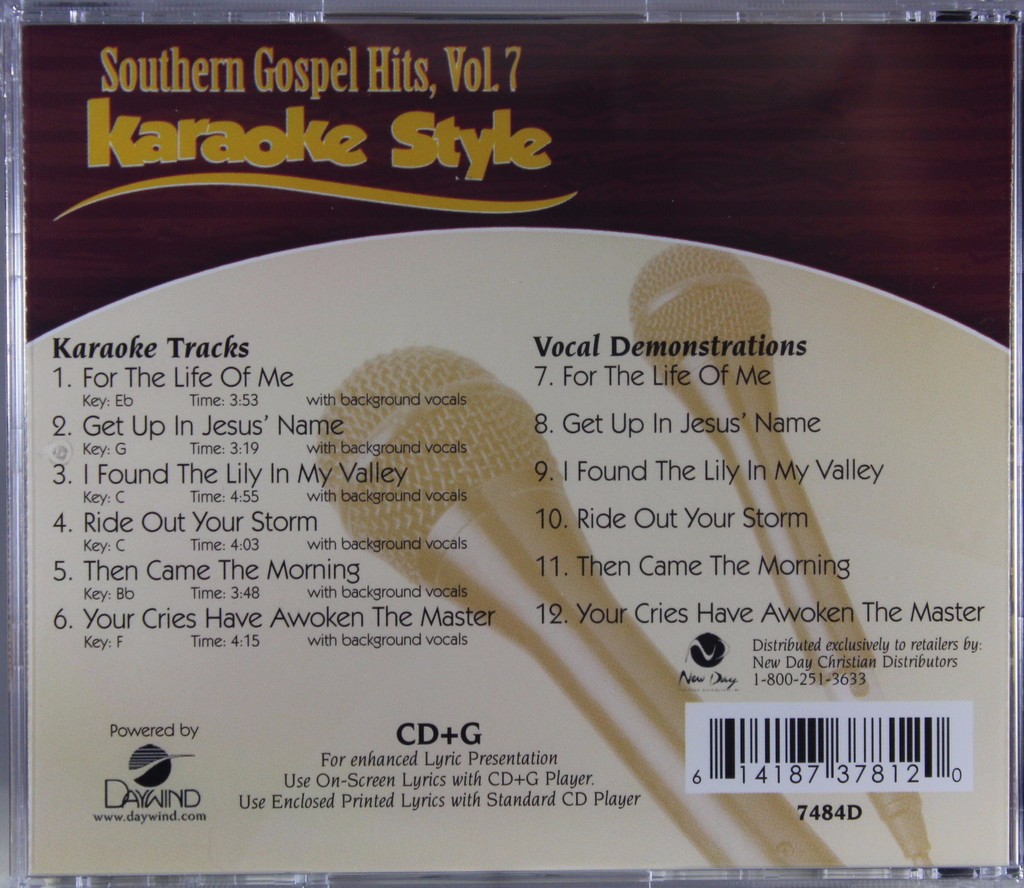 Southern Gospel Hits, Vol. 7
Karaoke Style
Karaoke Tracks
1. For The Life Of Me
Key: Eb Time: 3:53 with background vocals
2. Get Up In Jesus' Name
Key: G Time: 3:19 with background vocals
3. I Found The Lily In My Valley
Key: C Time: 4:55 with background vocals
4. Ride Out Your Storm
Key: C Time: 4:03 with background vocals
5. Then Came The Morning
Key: Bb Time: 3:48 with background vocals
6. Your Cries Have Awoken The Master
Key: F Time: 4:15 with background vocals
Vocal Demonstrations
7. For The Life Of Me
8. Get Up In Jesus' Name
9. I Found The Lily In My Valley
10. Ride Out Your Storm
11. Then Came The Morning
12. Your Cries Have Awoken The Master
New Day
Distributed exclusively to retailers by:
New Day Christian Distributors
1-800-251-3633
Powered by
DAYWIND
www.daywind.com
CD+G
For enhanced Lyric Presentation
Use On-Screen Lyrics with CD+G Player.
Use Enclosed Printed Lyrics with Standard CD Player
6 14187 37812 0
7484D